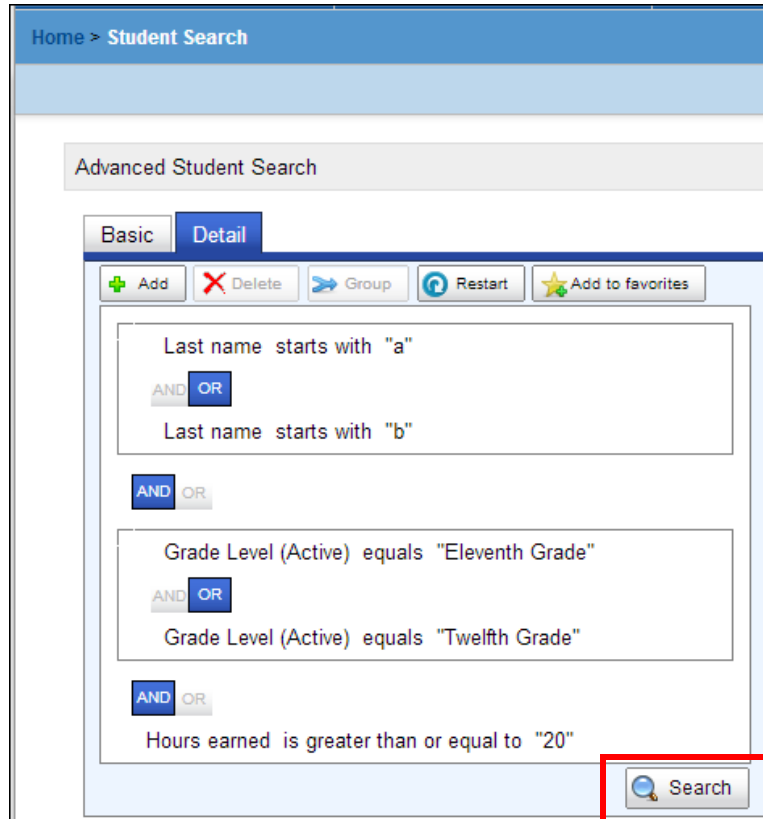 Home > Student Search
Advanced Student Search
Basic Detail
Add Delete Group Restart Add to favorites
Last name starts with "a"
AND OR
Last name starts with "b"
AND OR
Grade Level (Active) equals "Eleventh Grade"
AND OR
Grade Level (Active) equals "Twelfth Grade"
AND OR
Hours earned is greater than or equal to "20"
Search